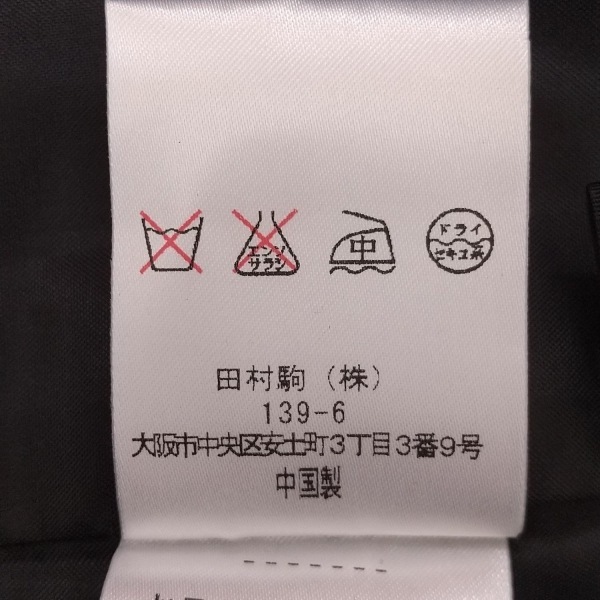 エンソ
サラシ
中
ドライ
セキユ系
田村駒（株）
139-6
大阪市中央区安土町3丁目3番9号
中国製